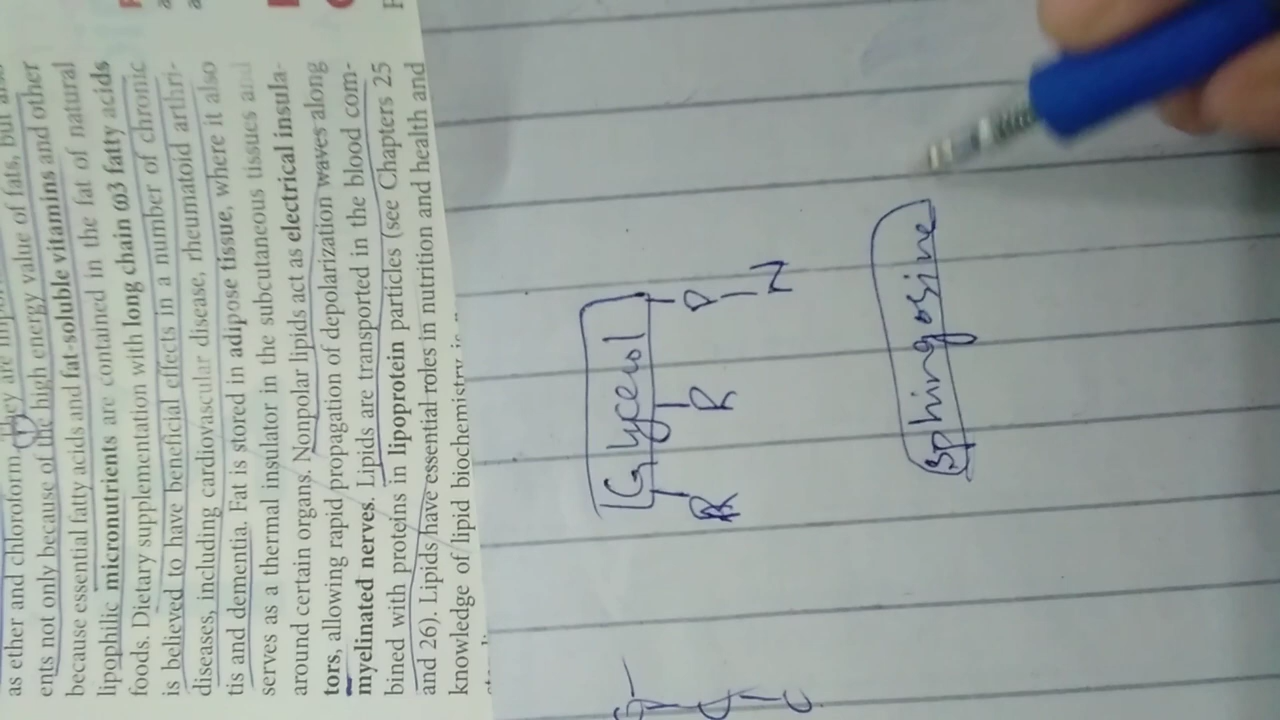 as ether and chloroform. They are
ents not only because of the high energy value of fats, but
because essential fatty acids and fat-soluble vitamins and other
lipophilic micronutrients are contained in the fat of natural
foods. Dietary supplementation with long chain ω3 fatty acids
is believed to have beneficial effects in a number of chronic
diseases, including cardiovascular disease, rheumatoid arthri-
tis and dementia. Fat is stored in adipose tissue, where it also
serves as a thermal insulator in the subcutaneous tissues and
around certain organs. Nonpolar lipids act as electrical insula-
tors, allowing rapid propagation of depolarization waves along
myelinated nerves. Lipids are transported in the blood com-
bined with proteins in lipoprotein particles (see Chapters 25
and 26). Lipids have essential roles in nutrition and health and
knowledge of lipid biochemistry is
Glycerol
R R P
N
Sphingosine